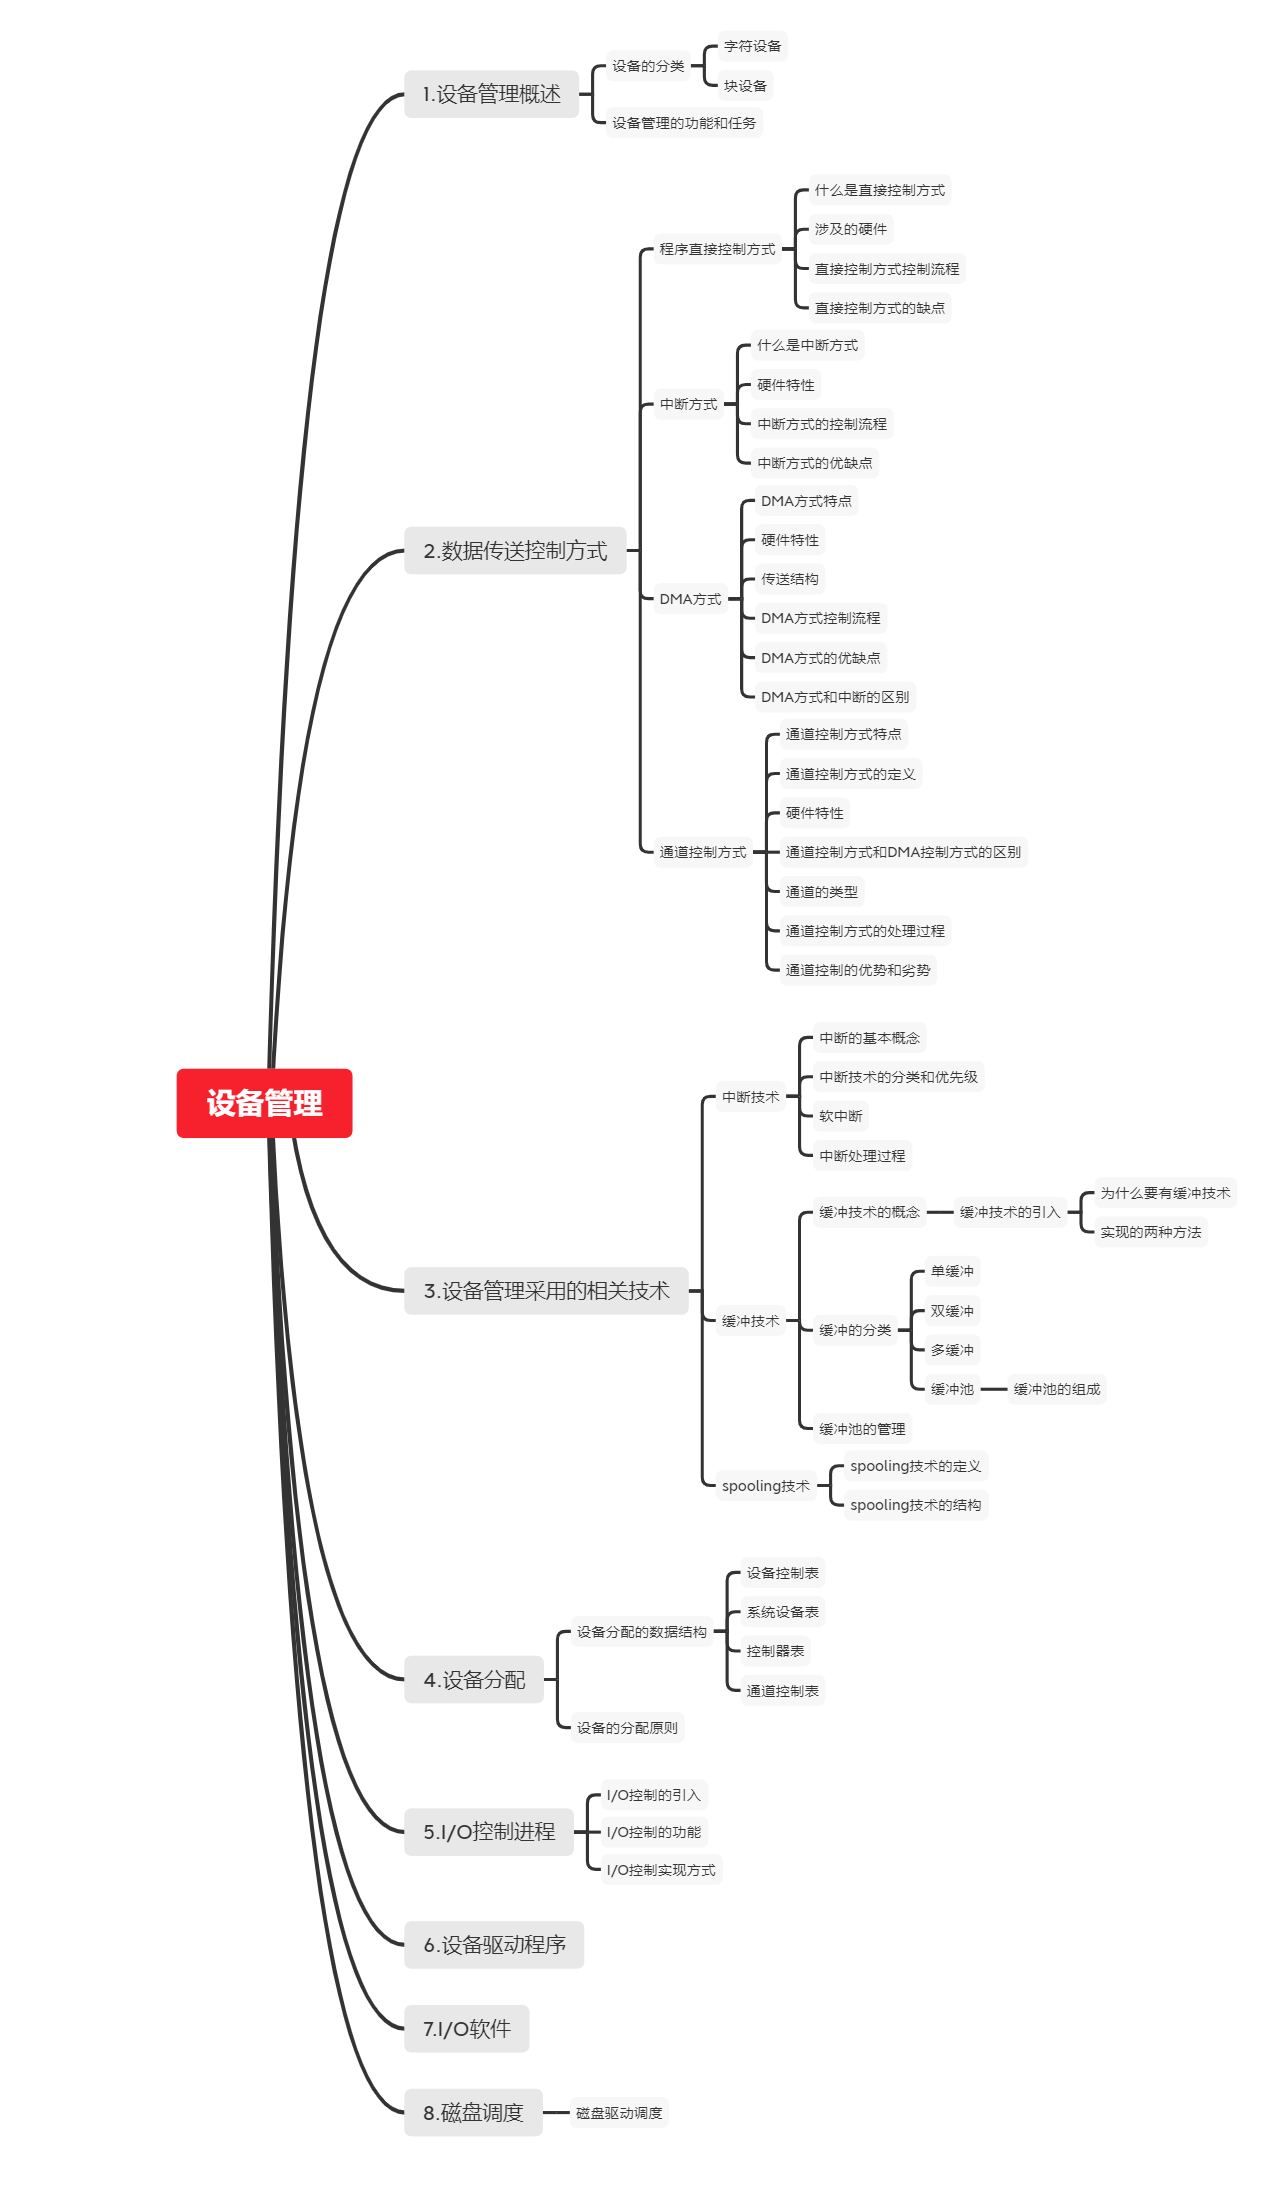 设备管理
1.设备管理概述
设备的分类
字符设备
块设备
设备管理的功能和任务
2.数据传送控制方式
程序直接控制方式
什么是直接控制方式
涉及的硬件
直接控制方式控制流程
直接控制方式的缺点
中断方式
什么是中断方式
硬件特性
中断方式的控制流程
中断方式的优缺点
DMA方式
DMA方式特点
硬件特性
传送结构
DMA方式控制流程
DMA方式的优缺点
DMA方式和中断的区别
通道控制方式
通道控制方式特点
通道控制方式的定义
硬件特性
通道控制方式和DMA控制方式的区别
通道的类型
通道控制方式的处理过程
通道控制的优势和劣势
3.设备管理采用的相关技术
中断技术
中断的基本概念
中断技术的分类和优先级
软中断
中断处理过程
缓冲技术
缓冲技术的概念
缓冲技术的引入
为什么要有缓冲技术
实现的两种方法
缓冲的分类
单缓冲
双缓冲
多缓冲
缓冲池
缓冲池的组成
缓冲池的管理
spooling技术
spooling技术的定义
spooling技术的结构
4.设备分配
设备分配的数据结构
设备控制表
系统设备表
控制器表
通道控制表
设备的分配原则
5.I/O控制进程
I/O控制的引入
I/O控制的功能
I/O控制实现方式
6.设备驱动程序
7.I/O软件
8.磁盘调度
磁盘驱动调度